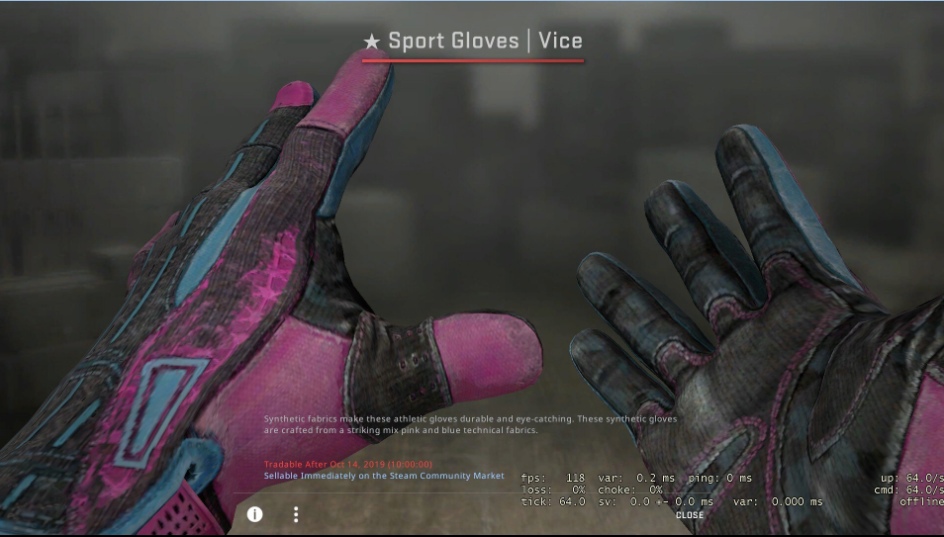 ★ Sport Gloves | Vice
Synthetic fabrics make these athletic gloves durable and eye-catching. These synthetic gloves
are crafted from a striking mix pink and blue technical fabrics.
Tradable After Oct 14, 2019 (10:00:00)
Sellable Immediately on the Steam Community Market
fps: 118 var: 0.2 ms ping: 0 ms
loss: 0% choke: 0%
tick: 64.0 sv: 0.0 +- 0.0 ms var: 0.000 ms
up: 64.0/s
cmd: 64.0/s
offline
CLOSE